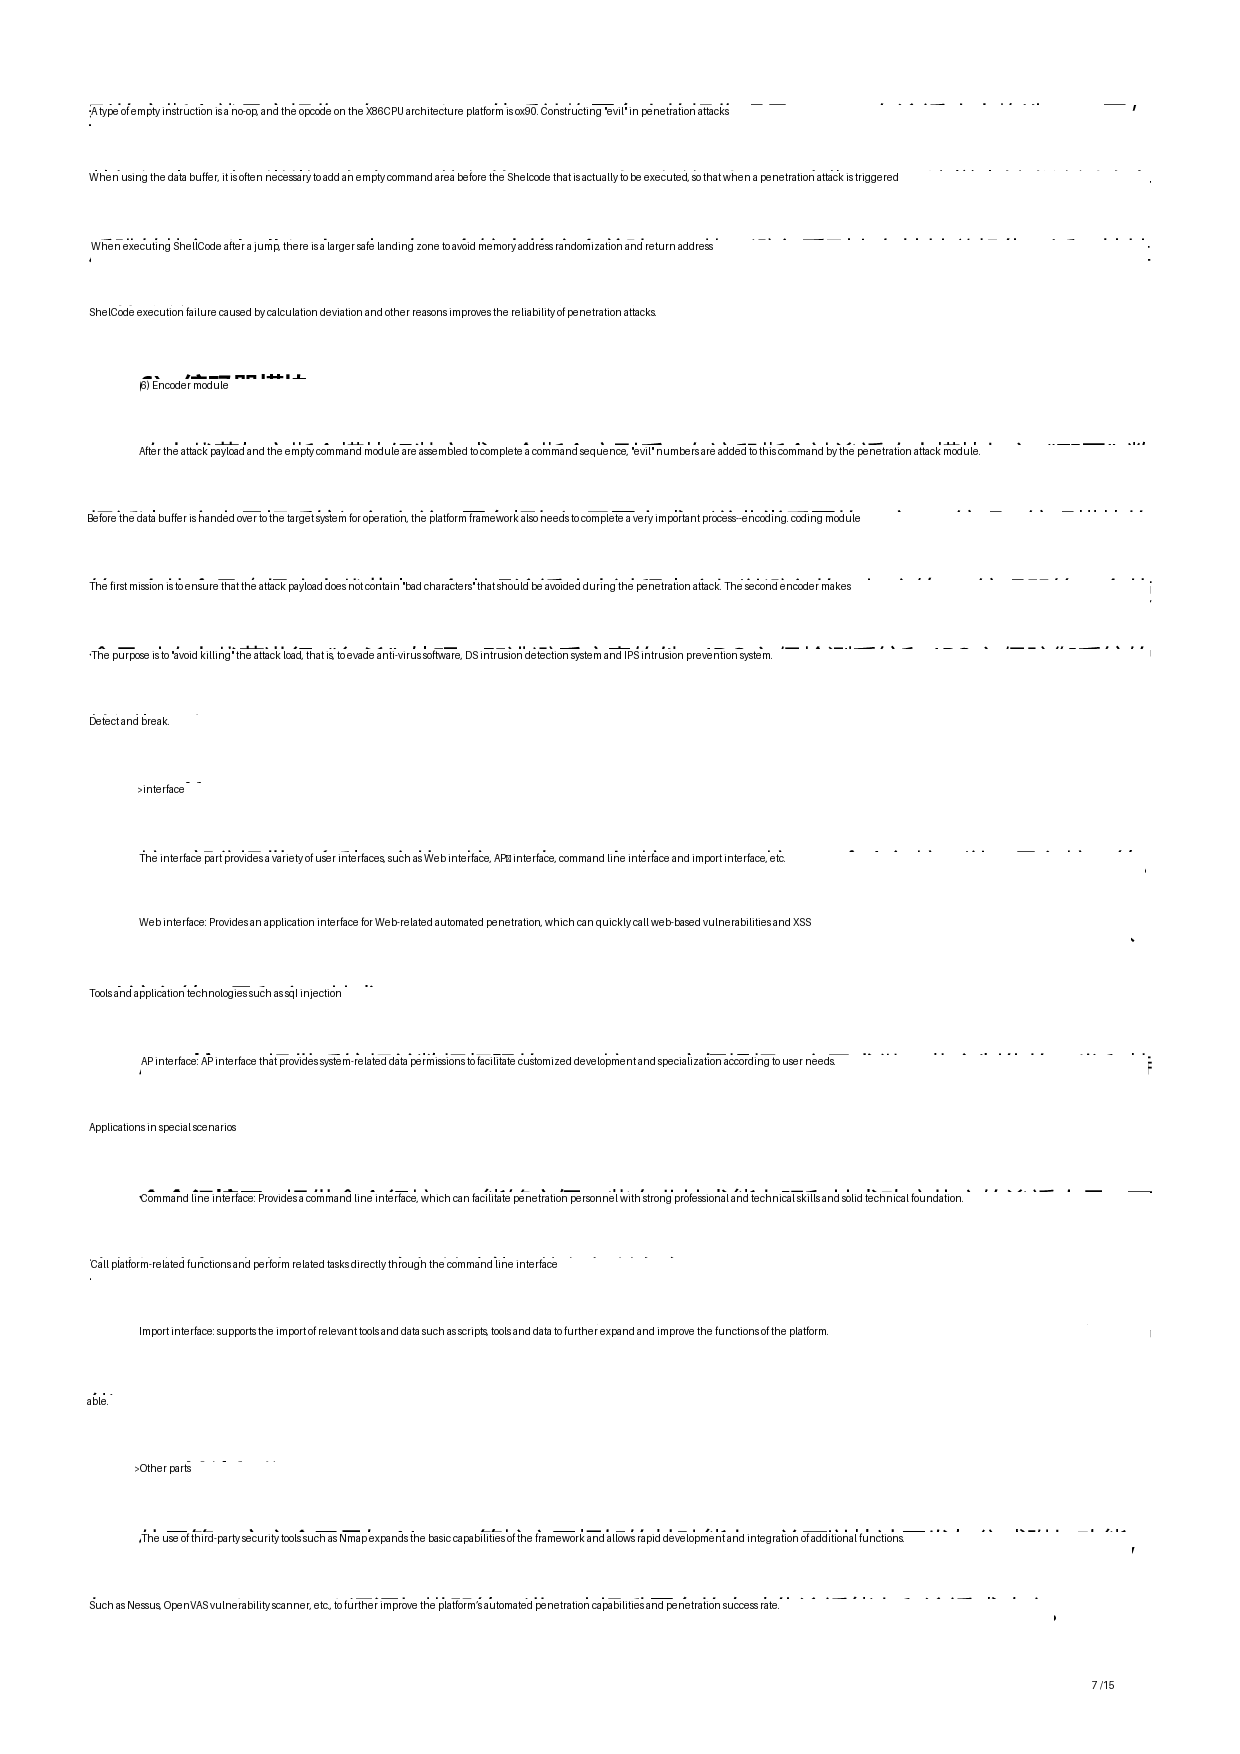 A type of empty instruction is a no-op, and the opcode on the X86CPU architecture platform is ox90. Constructing "evil" in penetration attacks
When using the data buffer, it is often necessary to add an empty command area before the Shelcode that is actually to be executed, so that when a penetration attack is triggered
When executing ShellCode after a jump, there is a larger safe landing zone to avoid memory address randomization and return address
ShelCode execution failure caused by calculation deviation and other reasons improves the reliability of penetration attacks.
6) Encoder module
After the attack payload and the empty command module are assembled to complete a command sequence, "evil" numbers are added to this command by the penetration attack module.
Before the data buffer is handed over to the target system for operation, the platform framework also needs to complete a very important process--encoding. coding module
The first mission is to ensure that the attack payload does not contain "bad characters" that should be avoided during the penetration attack. The second encoder makes
The purpose is to "avoid killing" the attack load, that is, to evade anti-virus software, DS intrusion detection system and IPS intrusion prevention system.
Detect and break.
>interface
The interface part provides a variety of user interfaces, such as Web interface, AP interface, command line interface and import interface, etc.
Web interface: Provides an application interface for Web-related automated penetration, which can quickly call web-based vulnerabilities and XSS
Tools and application technologies such as sql injection
AP interface: AP interface that provides system-related data permissions to facilitate customized development and specialization according to user needs.
Applications in special scenarios
Command line interface: Provides a command line interface, which can facilitate penetration personnel with strong professional and technical skills and solid technical foundation.
Call platform-related functions and perform related tasks directly through the command line interface
Import interface: supports the import of relevant tools and data such as scripts, tools and data to further expand and improve the functions of the platform.
able.
>Other parts
The use of third-party security tools such as Nmap expands the basic capabilities of the framework and allows rapid development and integration of additional functions.
Such as Nessus, OpenVAS vulnerability scanner, etc., to further improve the platform's automated penetration capabilities and penetration success rate.
7 /15